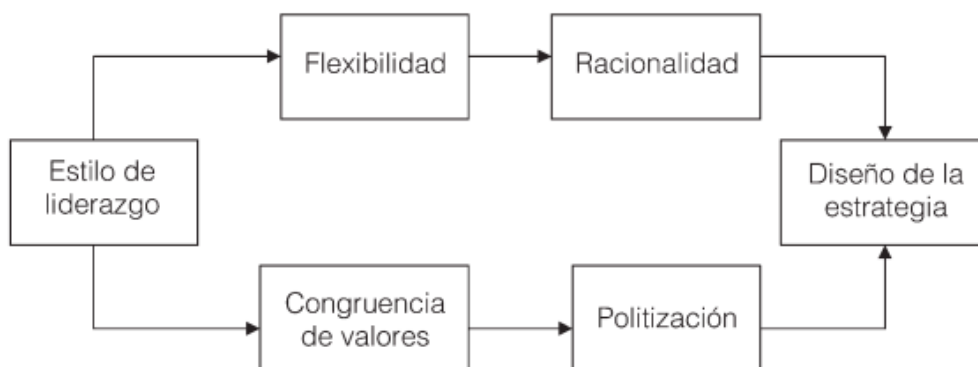 Flexibilidad
Racionalidad
Estilo de
liderazgo
Diseño de la
estrategia
Congruencia
de valores
Politización